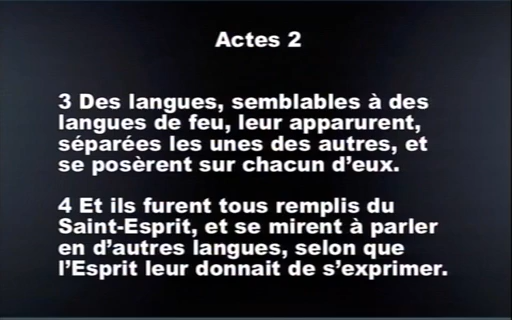 Actes 2
3 Des langues, semblables à des
langues de feu, leur apparurent,
séparées les unes des autres, et
se posèrent sur chacun d’eux.
4 Et ils furent tous remplis du
Saint-Esprit, et se mirent à parler
en d’autres langues, selon que
l’Esprit leur donnait de s’exprimer.